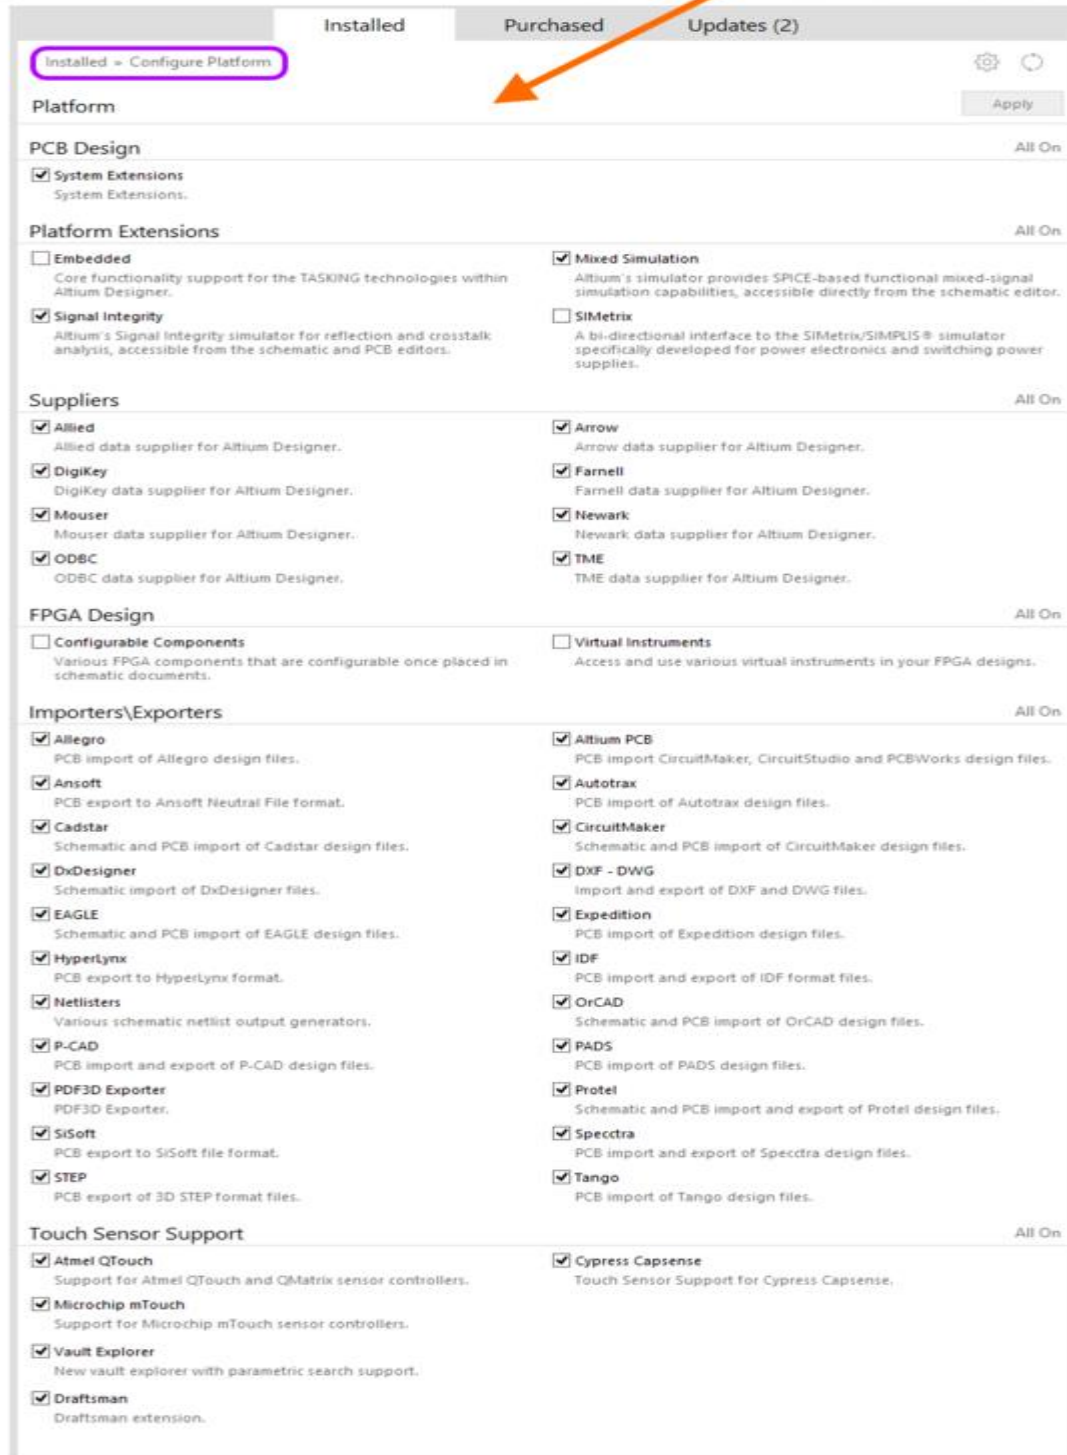 Installed
Purchased
Updates (2)
Installed » Configure Platform
Platform
Apply
PCB Design
All On
System Extensions
System Extensions.
Platform Extensions
All On
Embedded
Core functionality support for the TASKING technologies within
Altium Designer.
Mixed Simulation
Altium's simulator provides SPICE-based functional mixed-signal
simulation capabilities, accessible directly from the schematic editor.
Signal Integrity
Altium's Signal Integrity simulator for reflection and crosstalk
analysis, accessible from the schematic and PCB editors.
SIMetrix
A bi-directional interface to the SIMetrix/SIMPLIS® simulator
specifically developed for power electronics and switching power
supplies.
Suppliers
All On
Allied
Allied data supplier for Altium Designer.
Arrow
Arrow data supplier for Altium Designer.
DigiKey
DigiKey data supplier for Altium Designer.
Farnell
Farnell data supplier for Altium Designer.
Mouser
Mouser data supplier for Altium Designer.
Newark
Newark data supplier for Altium Designer.
ODBC
ODBC data supplier for Altium Designer.
TME
TME data supplier for Altium Designer.
FPGA Design
All On
Configurable Components
Various FPGA components that are configurable once placed in
schematic documents.
Virtual Instruments
Access and use various virtual instruments in your FPGA designs.
Importers\Exporters
All On
Allegro
PCB import of Allegro design files.
Altium PCB
PCB import CircuitMaker, CircuitStudio and PCBWorks design files.
Ansoft
PCB export to Ansoft Neutral File format.
Autotrax
PCB import of Autotrax design files.
Cadstar
Schematic and PCB import of Cadstar design files.
CircuitMaker
Schematic and PCB import of CircuitMaker design files.
DxDesigner
Schematic import of DxDesigner files.
DXF - DWG
Import and export of DXF and DWG files.
EAGLE
Schematic and PCB import of EAGLE design files.
Expedition
PCB import of Expedition design files.
HyperLynx
PCB export to HyperLynx format.
IDF
PCB import and export of IDF format files.
Netlisters
Various schematic netlist output generators.
OrCAD
Schematic and PCB import of OrCAD design files.
P-CAD
PCB import and export of P-CAD design files.
PADS
PCB import of PADS design files.
PDF3D Exporter
PDF3D Exporter.
Protel
Schematic and PCB import and export of Protel design files.
SiSoft
PCB export to SiSoft file format.
Specctra
PCB import and export of Specctra design files.
STEP
PCB export of 3D STEP format files.
Tango
PCB import of Tango design files.
Touch Sensor Support
All On
Atmel QTouch
Support for Atmel QTouch and QMatrix sensor controllers.
Cypress Capsense
Touch Sensor Support for Cypress Capsense.
Microchip mTouch
Support for Microchip mTouch sensor controllers.
Vault Explorer
New vault explorer with parametric search support.
Draftsman
Draftsman extension.